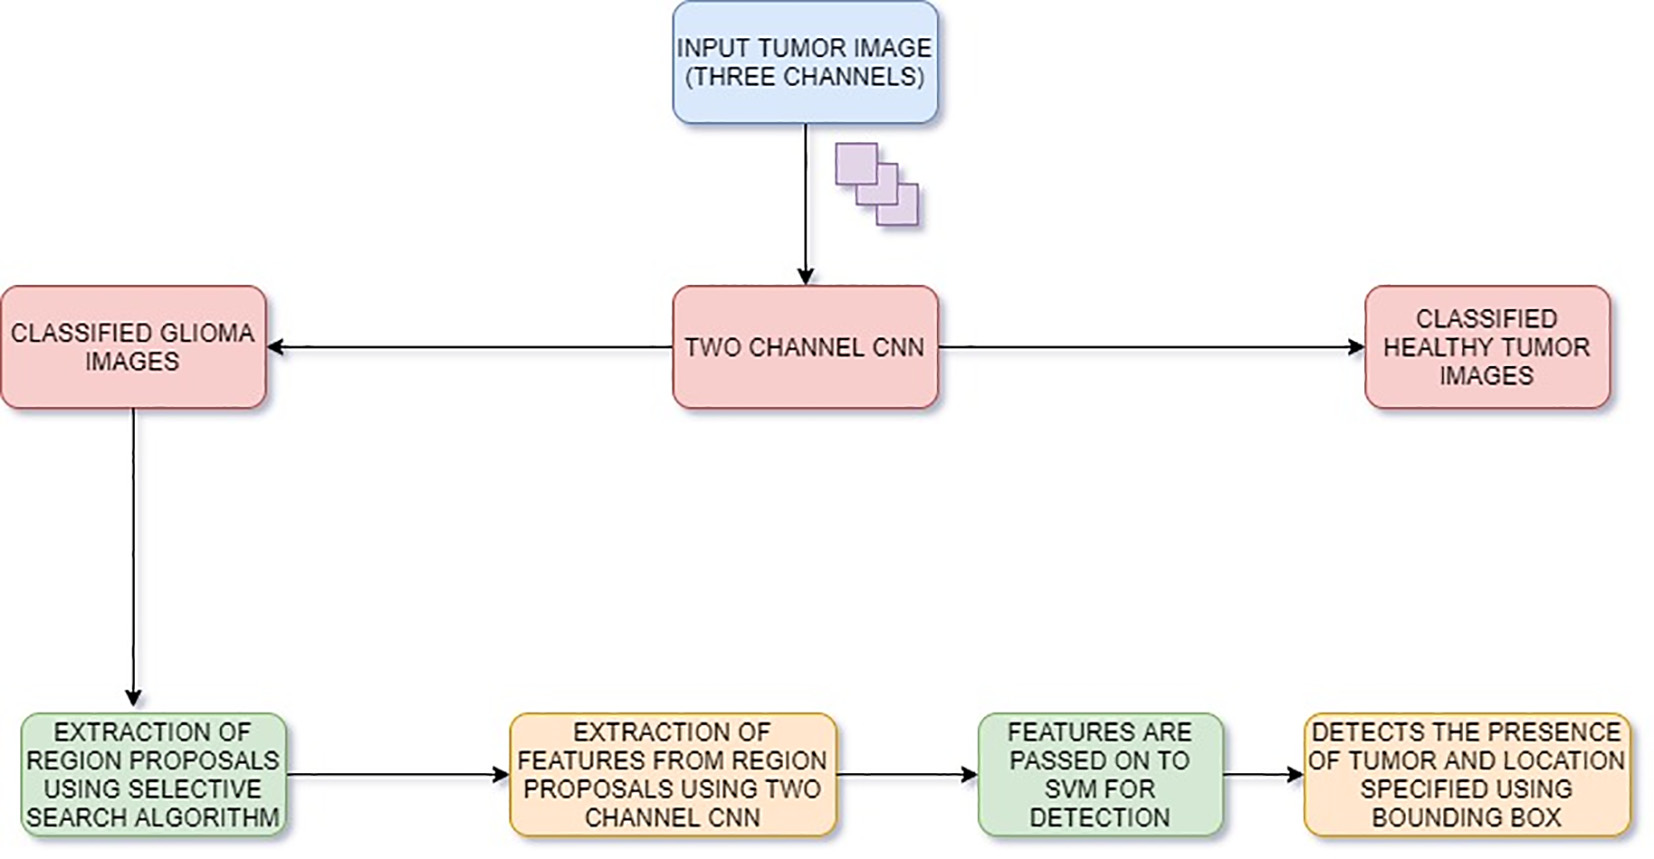 INPUT TUMOR IMAGE
(THREE CHANNELS)
CLASSIFIED GLIOMA
IMAGES
TWO CHANNEL CNN
CLASSIFIED
HEALTHY TUMOR
IMAGES
EXTRACTION OF
REGION PROPOSALS
USING SELECTIVE
SEARCH ALGORITHM
EXTRACTION OF
FEATURES FROM REGION
PROPOSALS USING TWO
CHANNEL CNN
FEATURES ARE
PASSED ON TO
SVM FOR
DETECTION
DETECTS THE PRESENCE
OF TUMOR AND LOCATION
SPECIFIED USING
BOUNDING BOX